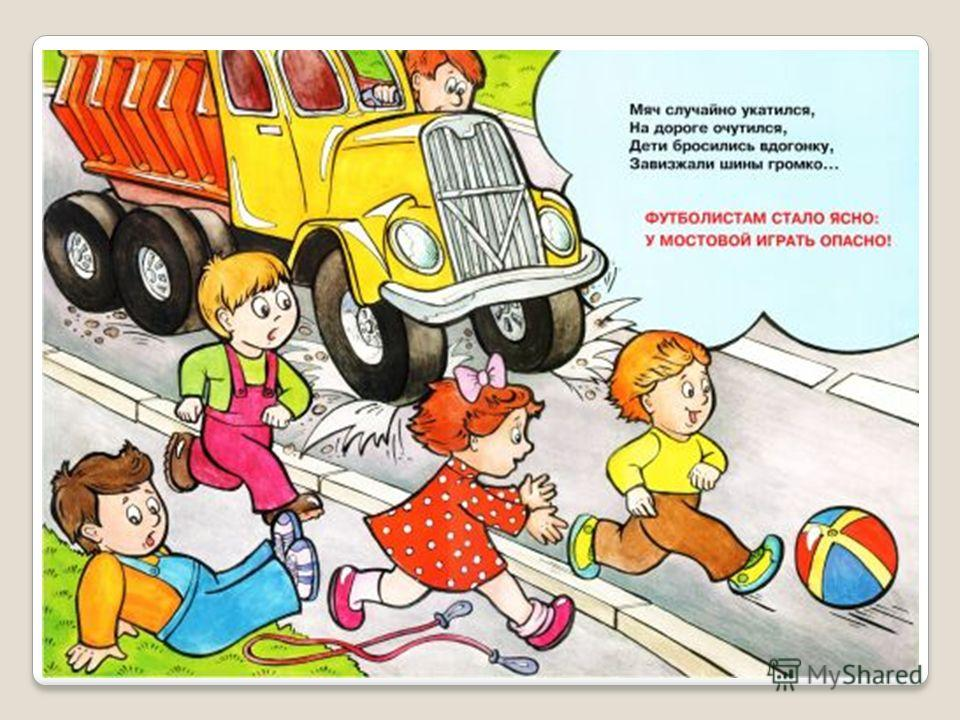 Мяч случайно укатился,
На дороге очутился,
Дети бросились вдогонку,
Завизжали шины громко...
ФУТБОЛИСТАМ СТАЛО ЯСНО:
У МОСТОВОЙ ИГРАТЬ ОПАСНО!
MyShared